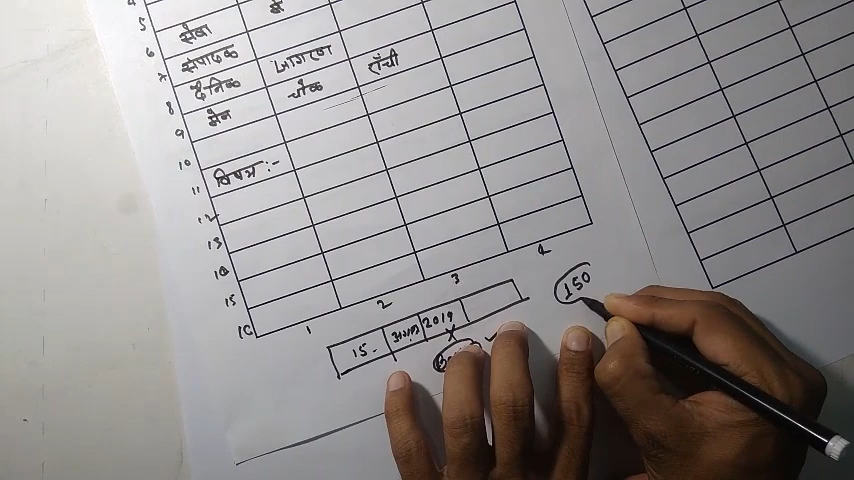 5
6 सेवा में
7 संपादक
8 दैनिक जागरण राँची
9 मेन चौक
10
11 विषय :-
12
13
14
15
16
1 2 3 4
15 - अगस्त 2019
X
150